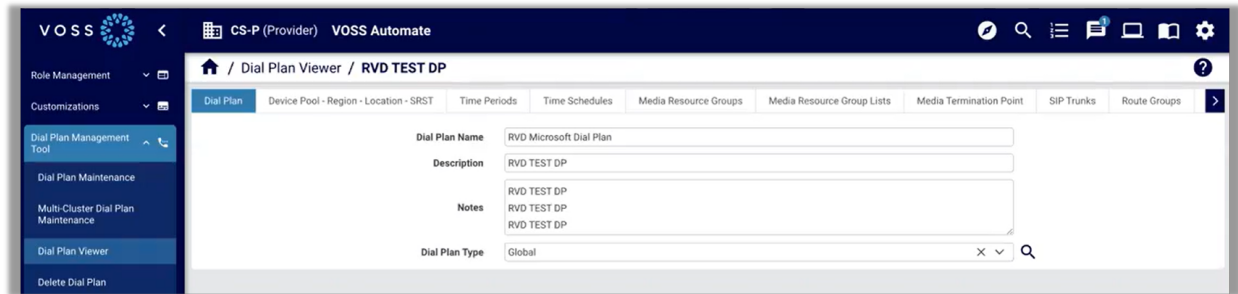 VOSS
CS-P (Provider) VOSS Automate
1
Role Management
Customizations
Dial Plan Management
Tool
Dial Plan Maintenance
Multi-Cluster Dial Plan
Maintenance
Dial Plan Viewer
Delete Dial Plan
/ Dial Plan Viewer / RVD TEST DP
Dial Plan Device Pool - Region - Location - SRST Time Periods Time Schedules Media Resource Groups Media Resource Group Lists Media Termination Point SIP Trunks Route Groups
Dial Plan Name RVD Microsoft Dial Plan
Description RVD TEST DP
Notes
RVD TEST DP
RVD TEST DP
RVD TEST DP
Dial Plan Type Global